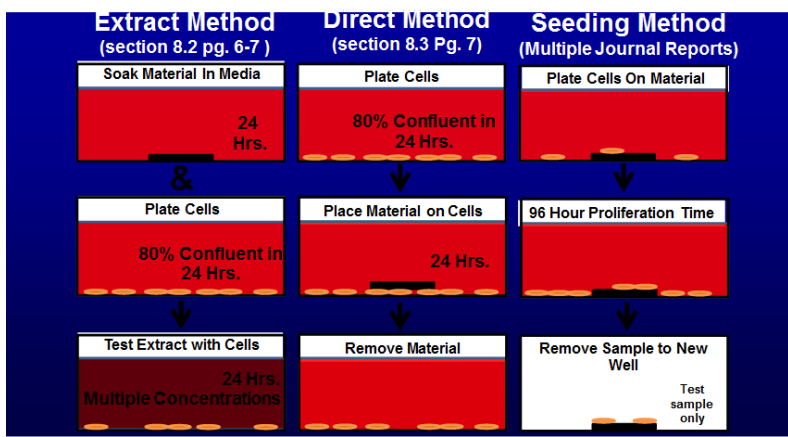 Extract Method
(section 8.2 pg. 6-7 )
Soak Material In Media
24
Hrs.
&
Plate Cells
80% Confluent in
24 Hrs.
Test Extract with Cells
24 Hrs.
Multiple Concentrations
Direct Method
(section 8.3 Pg. 7)
Plate Cells
80% Confluent in
24 Hrs.
Place Material on Cells
24 Hrs.
Remove Material
Seeding Method
(Multiple Journal Reports)
Plate Cells On Material
96 Hour Proliferation Time
Remove Sample to New
Well
Test
sample
only